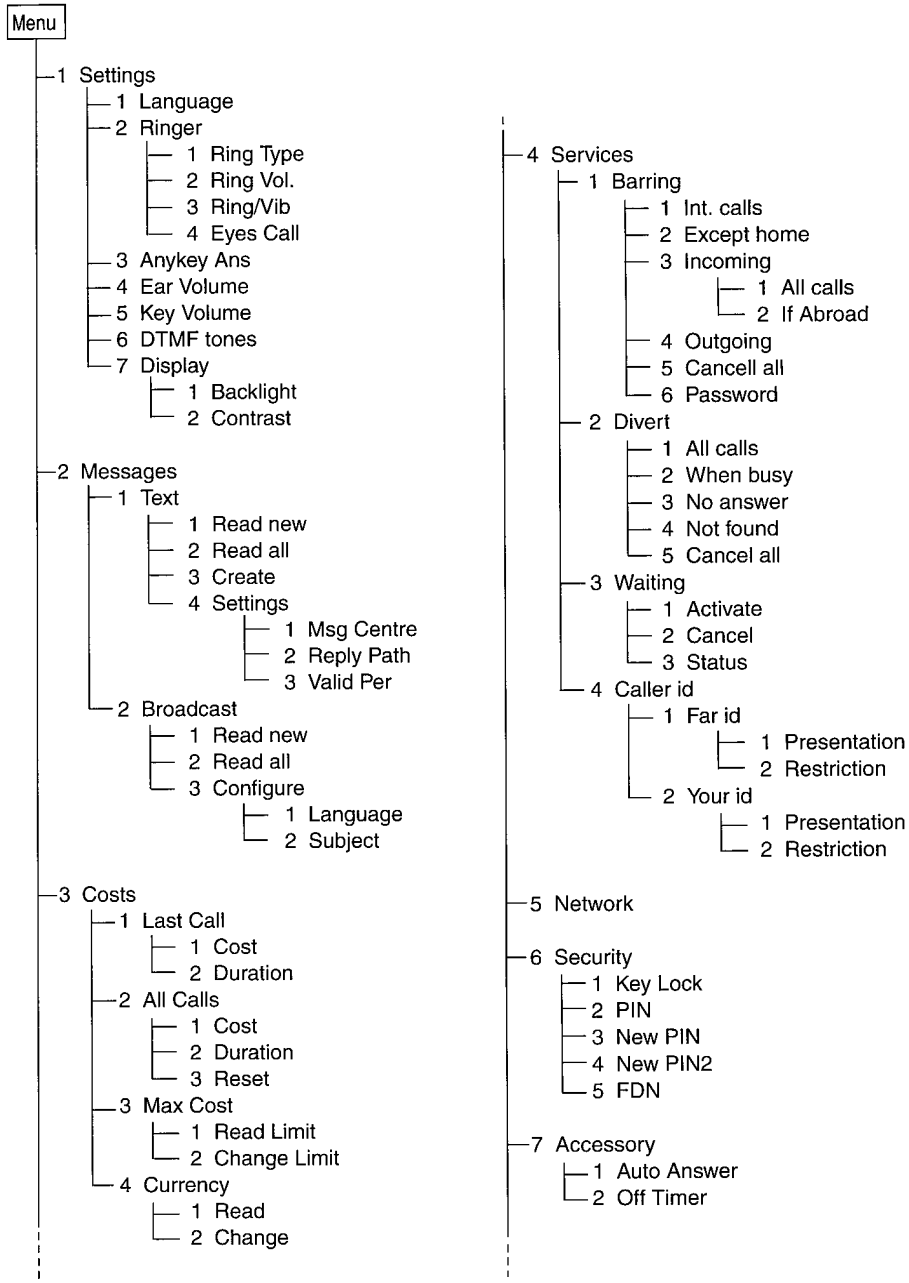 Menu
1 Settings
1 Language
2 Ringer
1 Ring Type
2 Ring Vol.
3 Ring/Vib
4 Eyes Call
3 Anykey Ans
4 Ear Volume
5 Key Volume
6 DTMF tones
7 Display
1 Backlight
2 Contrast
2 Messages
1 Text
1 Read new
2 Read all
3 Create
4 Settings
1 Msg Centre
2 Reply Path
3 Valid Per
2 Broadcast
1 Read new
2 Read all
3 Configure
1 Language
2 Subject
3 Costs
1 Last Call
1 Cost
2 Duration
2 All Calls
1 Cost
2 Duration
3 Reset
3 Max Cost
1 Read Limit
2 Change Limit
4 Currency
1 Read
2 Change
4 Services
1 Barring
1 Int. calls
2 Except home
3 Incoming
1 All calls
2 If Abroad
4 Outgoing
5 Cancell all
6 Password
2 Divert
1 All calls
2 When busy
3 No answer
4 Not found
5 Cancel all
3 Waiting
1 Activate
2 Cancel
3 Status
4 Caller id
1 Far id
1 Presentation
2 Restriction
2 Your id
1 Presentation
2 Restriction
5 Network
6 Security
1 Key Lock
2 PIN
3 New PIN
4 New PIN2
5 FDN
7 Accessory
1 Auto Answer
2 Off Timer